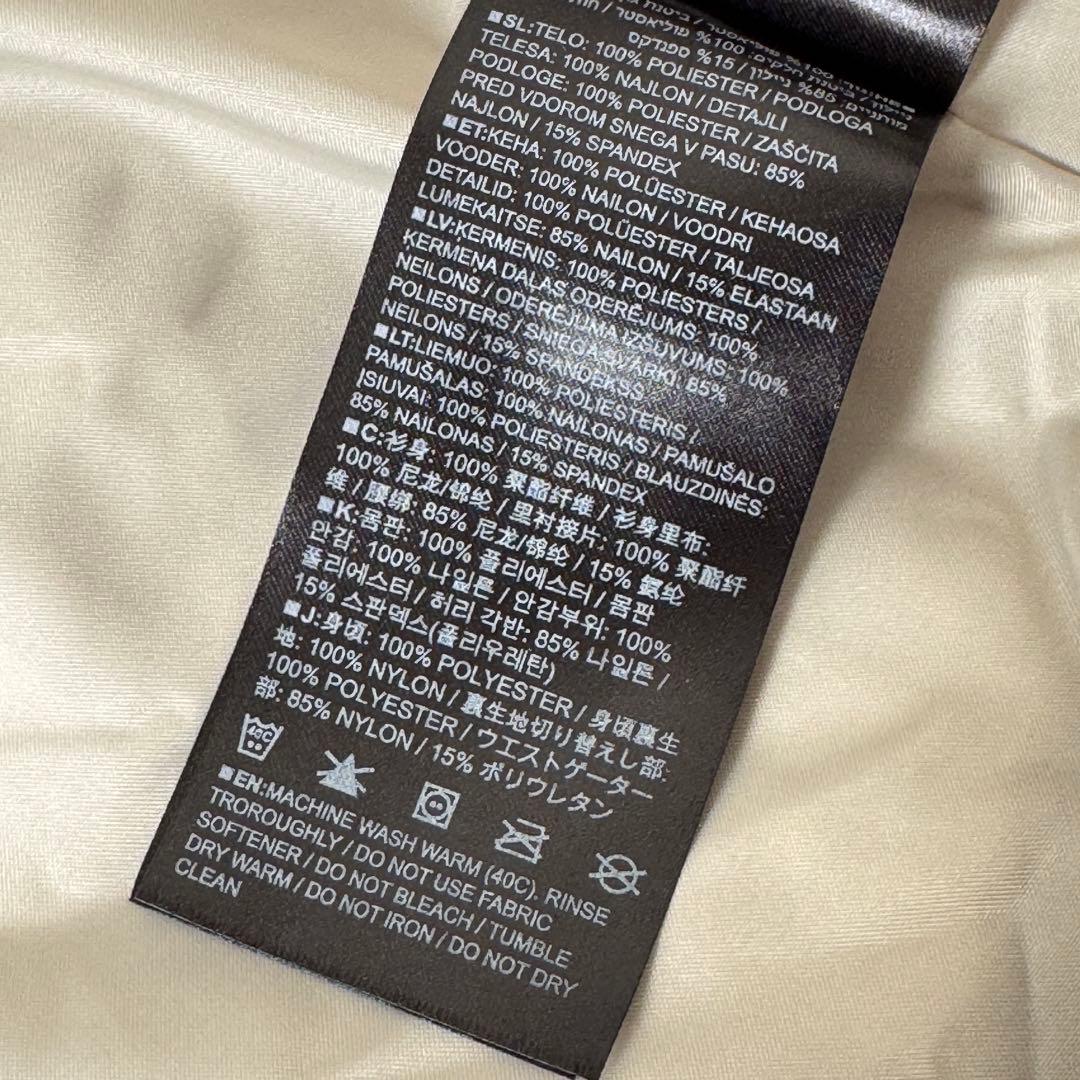 ■SL:TELO: 100% POLIESTER / PODLOGA
TELESA: 100% NAJLON / DETAJLI
PODLOGE: 100% POLIESTER / ZAŠČITA
PRED VDOROM SNEGA V PASU: 85%
NAJLON / 15% SPANDEX
■ET:KEHA: 100% POLÜESTER / KEHAOSA
VOODER: 100% NAILON / VOODRI
DETAILID: 100% POLÜESTER / TALJEOSA
LUMEKAITSE: 85% NAILON / 15% ELASTAAN
■LV:KERMENIS: 100% POLIESTERS /
ĶERMEŅA DAĻAS ODERĒJUMS: 100%
NEILONS / ODERĒJUMA IZŠUVUMS: 100%
POLIESTERS / SNIEGA SVĀRKI: 85%
NEILONS / 15% SPANDEKSS
■LT:LIEMUO: 100% POLIESTERIS /
PAMUŠALAS: 100% NAILONAS / PAMUŠALO
ĮSIUVAI: 100% POLIESTERIS / BLAUZDINĖS:
85% NAILONAS / 15% SPANDEX
■C:衫身: 100% 聚酯纤维 / 衫身里布:
100% 尼龙/锦纶 / 里衬接片: 100% 聚酯纤
维 / 腰绑: 85% 尼龙/锦纶 / 15% 氨纶
■K:몸판: 100% 폴리에스터 / 몸판
안감: 100% 나일론 / 안감부위: 100%
폴리에스터 / 허리 각반: 85% 나일론 /
15% 스판덱스(폴리우레탄)
■J:身頃: 100% POLYESTER / 身頃裏生
地: 100% NYLON / 裏生地切り替えし部:
100% POLYESTER / ウエストゲーター
部: 85% NYLON / 15% ポリウレタン
40C
■EN:MACHINE WASH WARM (40C). RINSE
TROROUGHLY / DO NOT USE FABRIC
SOFTENER / DO NOT BLEACH / TUMBLE
DRY WARM / DO NOT IRON / DO NOT DRY
CLEAN